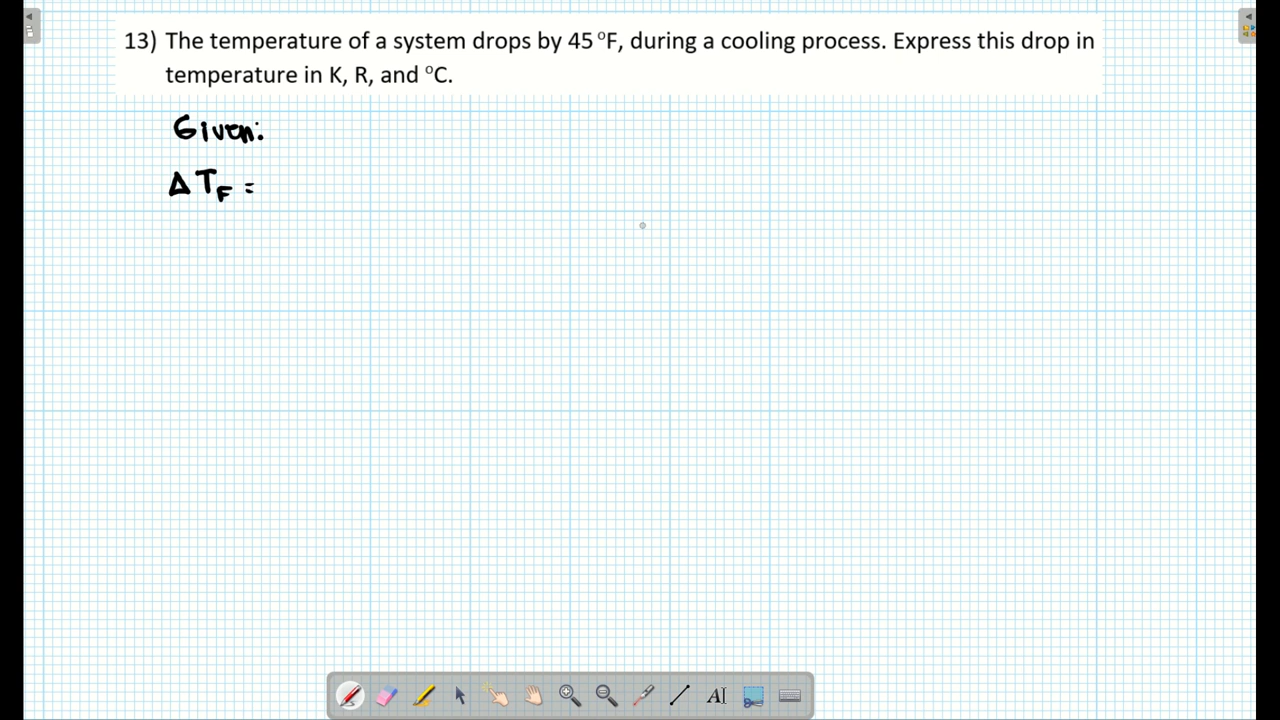 13) The temperature of a system drops by 45 °F, during a cooling process. Express this drop in
temperature in K, R, and °C.
Given:
ΔT_F =
AI